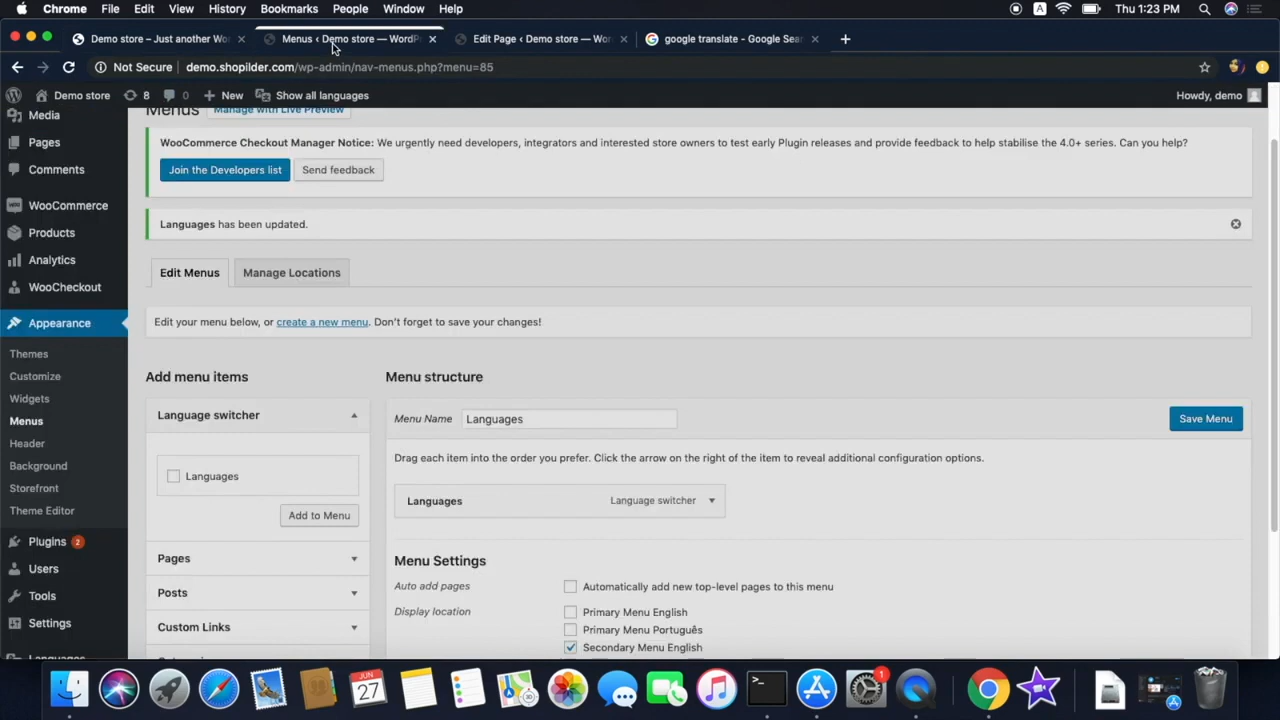 Chrome File Edit View History Bookmarks People Window Help
A Thu 1:23 PM
Demo store – Just another Wo
Menus ‹ Demo store — WordP
Edit Page ‹ Demo store — Wor
google translate - Google Sear
Not Secure demo.shopilder.com/wp-admin/nav-menus.php?menu=85
Demo store 8 0 New Show all languages Howdy, demo
Media
Pages
Comments
WooCommerce
Products
Analytics
WooCheckout
Appearance
Themes
Customize
Widgets
Menus
Header
Background
Storefront
Theme Editor
Plugins 2
Users
Tools
Settings
Languages
Menus Manage with Live Preview
WooCommerce Checkout Manager Notice: We urgently need developers, integrators and interested store owners to test early Plugin releases and provide feedback to help stabilise the 4.0+ series. Can you help?
Join the Developers list Send feedback
Languages has been updated.
Edit Menus Manage Locations
Edit your menu below, or create a new menu. Don't forget to save your changes!
Add menu items
Language switcher
Languages
Add to Menu
Pages
Posts
Custom Links
Menu structure
Menu Name Languages Save Menu
Drag each item into the order you prefer. Click the arrow on the right of the item to reveal additional configuration options.
Languages Language switcher
Menu Settings
Auto add pages Automatically add new top-level pages to this menu
Display location Primary Menu English
Primary Menu Português
Secondary Menu English
JUN
27
1